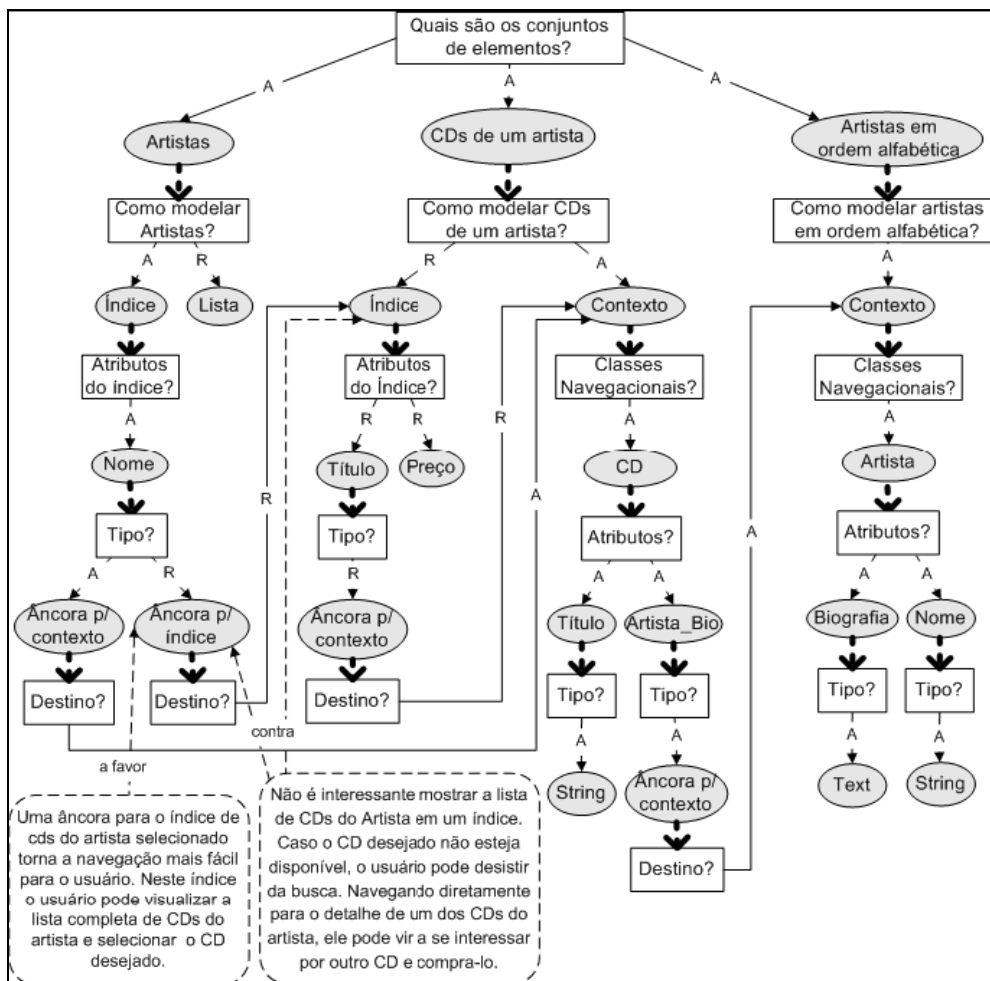 Quais são os conjuntos
de elementos?
A
A
A
Artistas
CDs de um artista
Artistas em
ordem alfabética
Como modelar
Artistas?
Como modelar CDs
de um artista?
Como modelar artistas
em ordem alfabética?
A
R
R
A
A
Índice
Lista
Índice
Contexto
Contexto
Atributos
do índice?
Atributos
do Índice?
Classes
Navegacionais?
Classes
Navegacionais?
A
R
R
R
A
A
Nome
Título
Preço
CD
Artista
R
A
A
Tipo?
Tipo?
Atributos?
Atributos?
A
R
R
A
A
A
A
Âncora p/
contexto
Âncora p/
índice
Âncora p/
contexto
Título
Artista_Bio
Biografia
Nome
Destino?
Destino?
Destino?
Tipo?
Tipo?
Tipo?
Tipo?
contra
a favor
A
A
A
A
String
Âncora p/
contexto
Text
String
Destino?
Uma âncora para o índice de
cds do artista selecionado
torna a navegação mais fácil
para o usuário. Neste índice
o usuário pode visualizar a
lista completa de CDs do
artista e selecionar o CD
desejado.
Não é interessante mostrar a lista
de CDs do Artista em um índice.
Caso o CD desejado não esteja
disponível, o usuário pode desistir
da busca. Navegando diretamente
para o detalhe de um dos CDs do
artista, ele pode vir a se interessar
por outro CD e compra-lo.